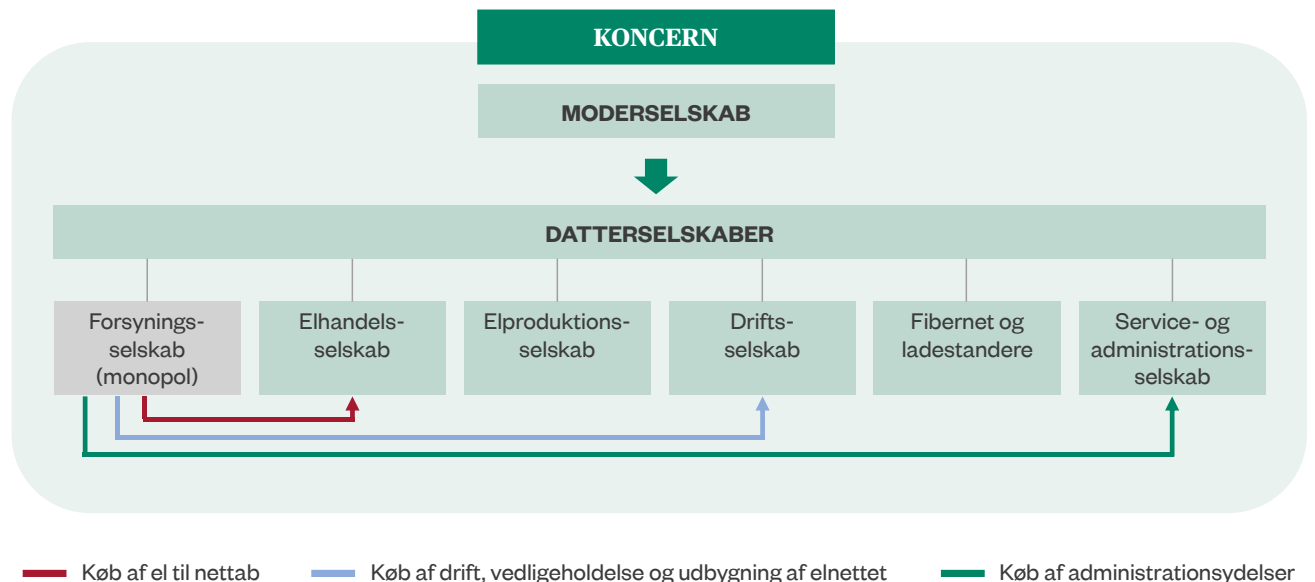 KONCERN
MODERSELSKAB
DATTERSELSKABER
Forsynings-
selskab
(monopol)
Elhandels-
selskab
Elproduktions-
selskab
Drifts-
selskab
Fibernet og
ladestandere
Service- og
administrations-
selskab
Køb af el til nettab
Køb af drift, vedligeholdelse og udbygning af elnettet
Køb af administrationsydelser